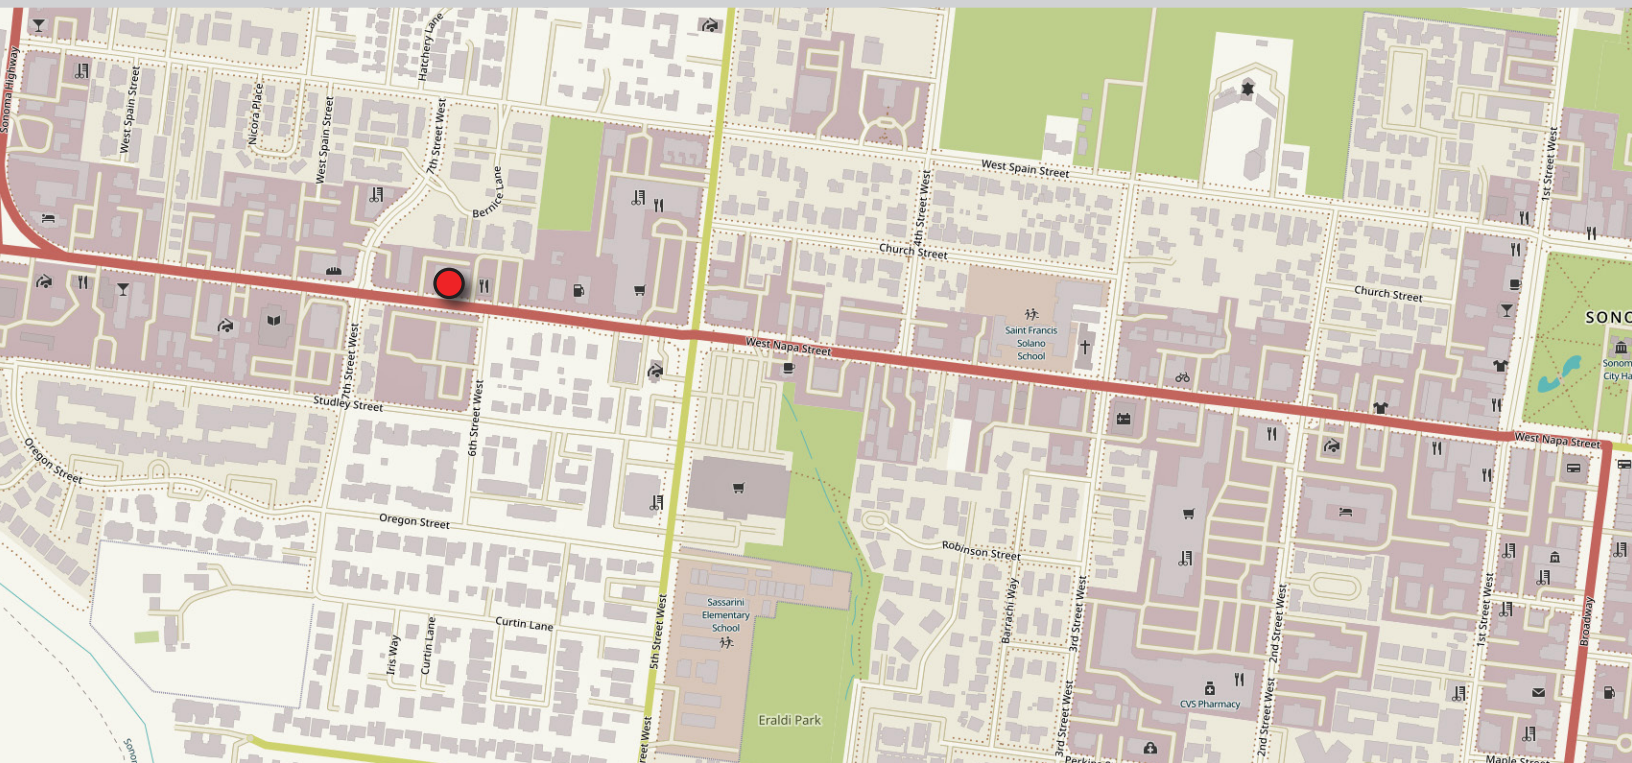 Sonoma Highway
West Spain Street
Nicora Place
West Spain Street
Hatchery Lane
7th Street West
Bernice Lane
4th Street West
West Spain Street
Church Street
1st Street West
Church Street
SONO
Sonom
City Ha
Saint Francis
Solano
School
West Napa Street
West Napa Street
7th Street West
Studley Street
6th Street West
Oregon Street
Oregon Street
Robinson Street
Barrachi Way
3rd Street West
2nd Street West
1st Street West
Broadway
Sassarini
Elementary
School
5th Street West
Curtin Lane
Iris Way
Curtin Lane
Eraldi Park
3rd Street West
2nd Street West
CVS Pharmacy
reet West
Sonor
Perkins S
Maple Street